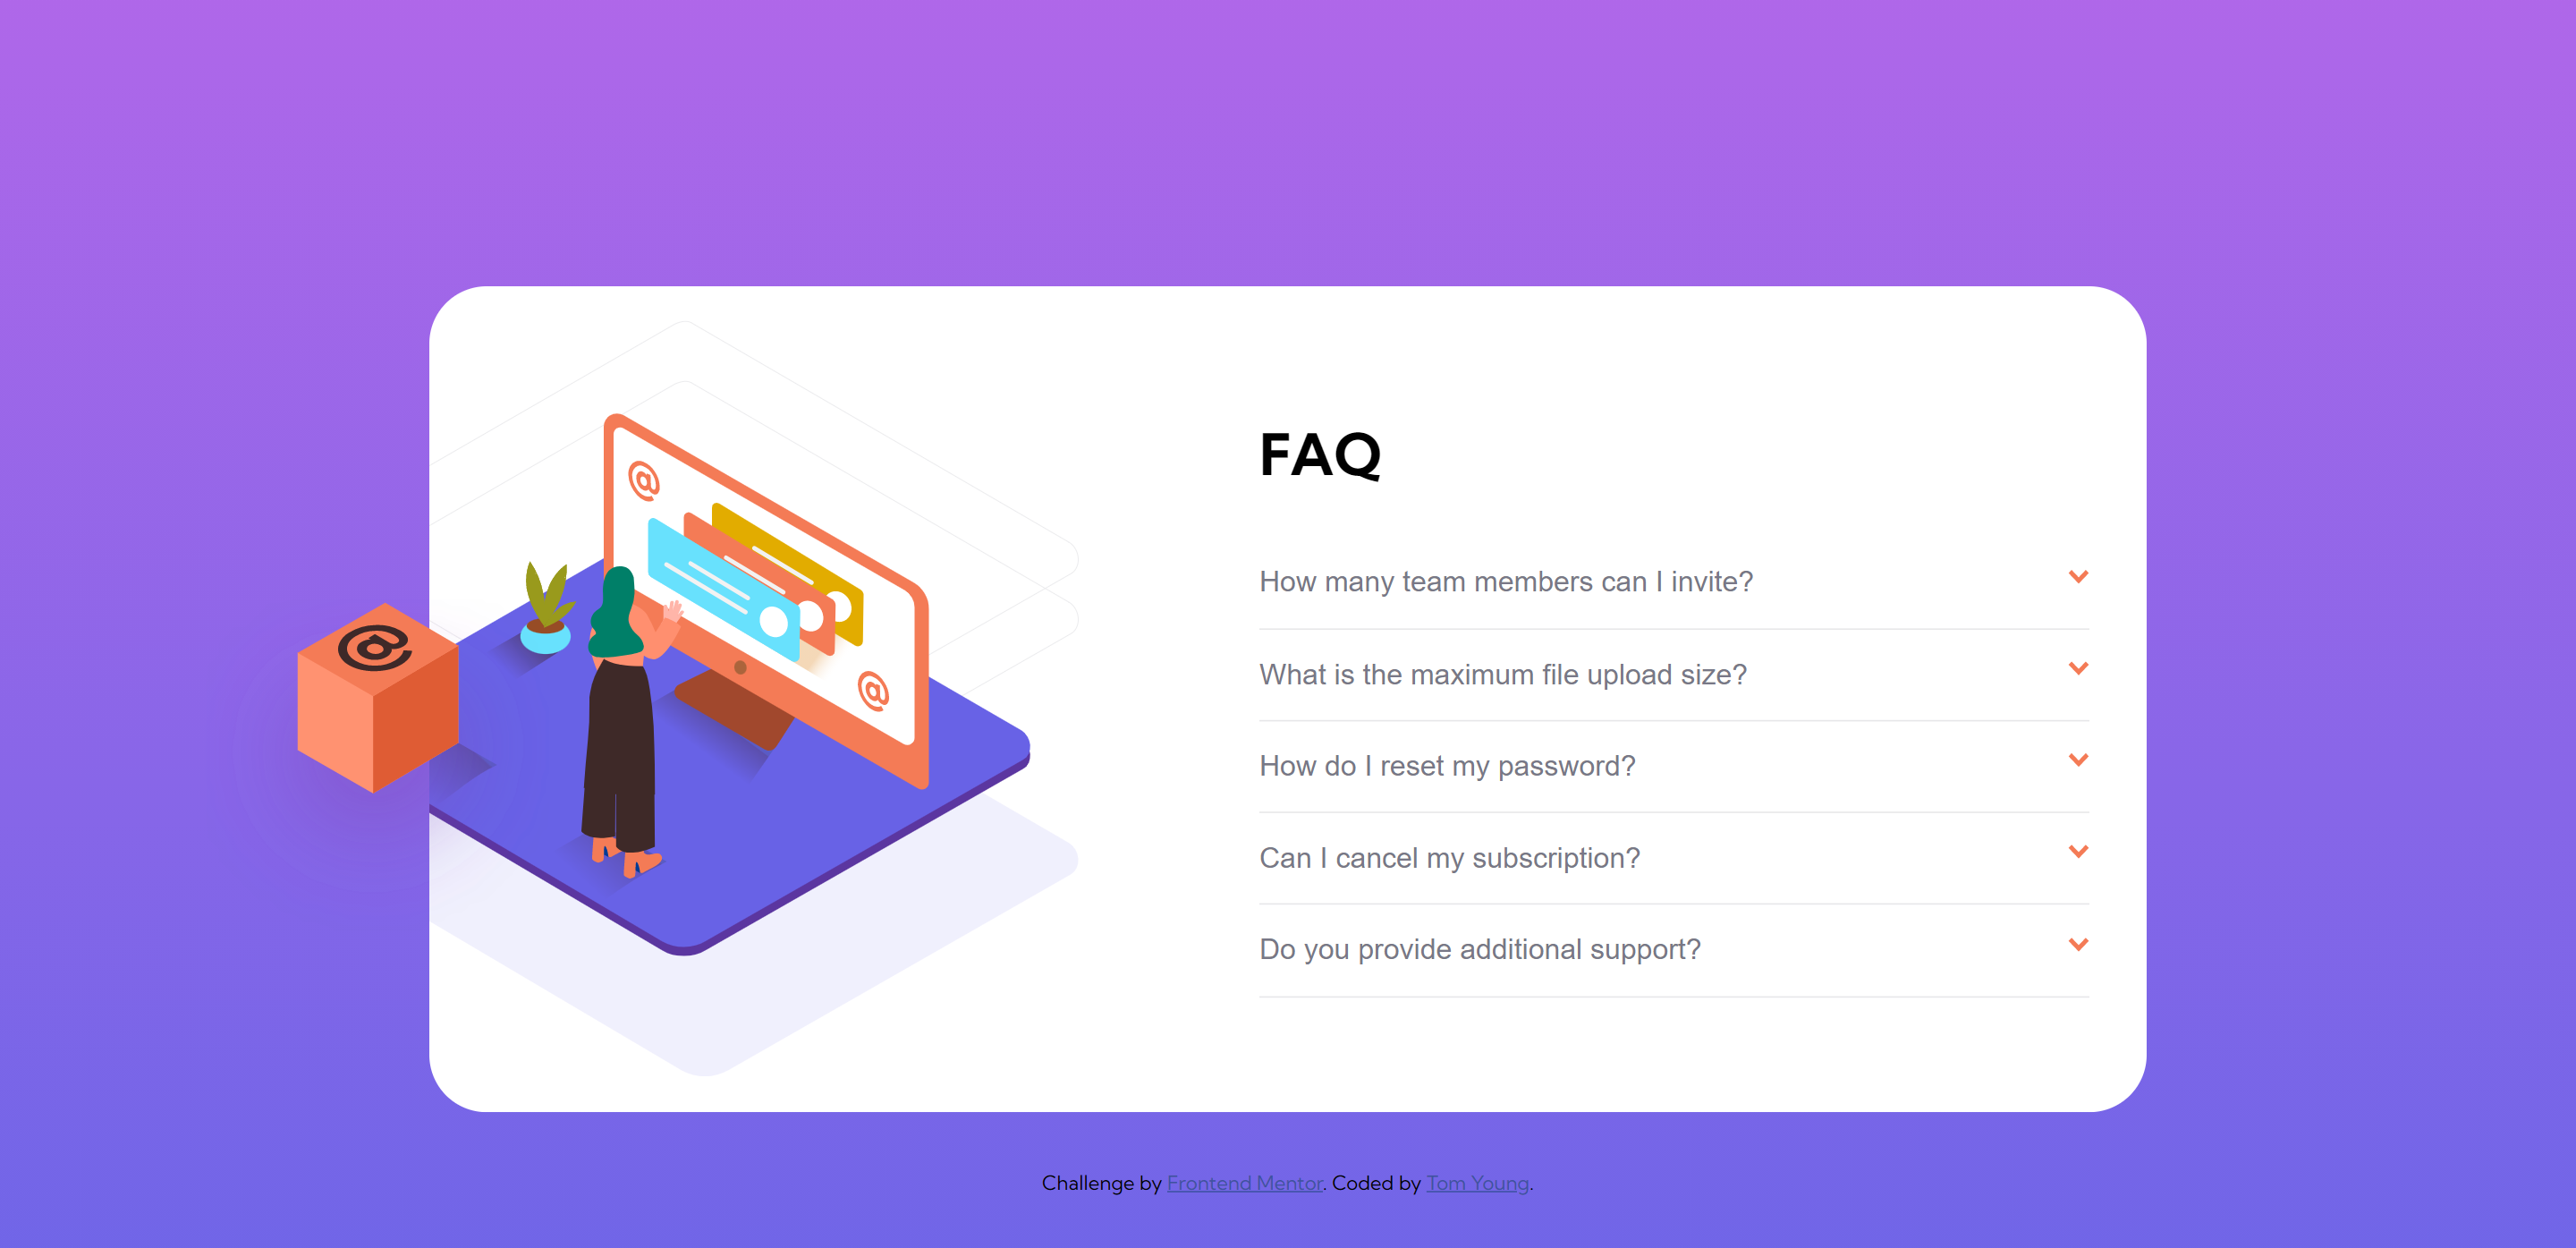 @
@
@
FAQ
How many team members can I invite?
What is the maximum file upload size?
How do I reset my password?
Can I cancel my subscription?
Do you provide additional support?
Challenge by Frontend Mentor. Coded by Tom Young.